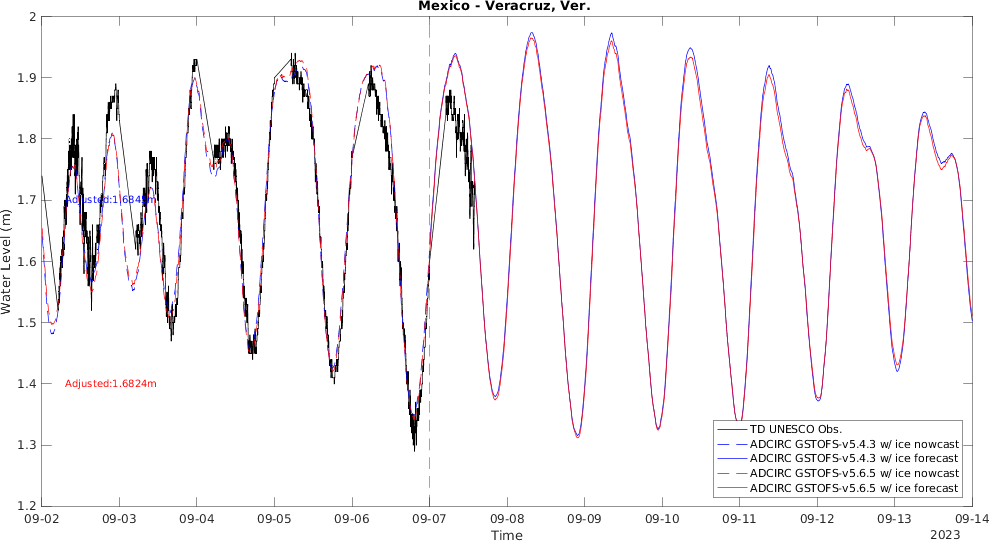 Mexico - Veracruz, Ver.
2
1.9
1.8
1.7
1.6
1.5
1.4
1.3
1.2
Water Level (m)
Adjusted:1.6845m
Adjusted:1.6824m
TD UNESCO Obs.
ADCIRC GSTOFS-v5.4.3 w/ ice nowcast
ADCIRC GSTOFS-v5.4.3 w/ ice forecast
ADCIRC GSTOFS-v5.6.5 w/ ice nowcast
ADCIRC GSTOFS-v5.6.5 w/ ice forecast
09-02 09-03 09-04 09-05 09-06 09-07 09-08 09-09 09-10 09-11 09-12 09-13 09-14
Time
2023